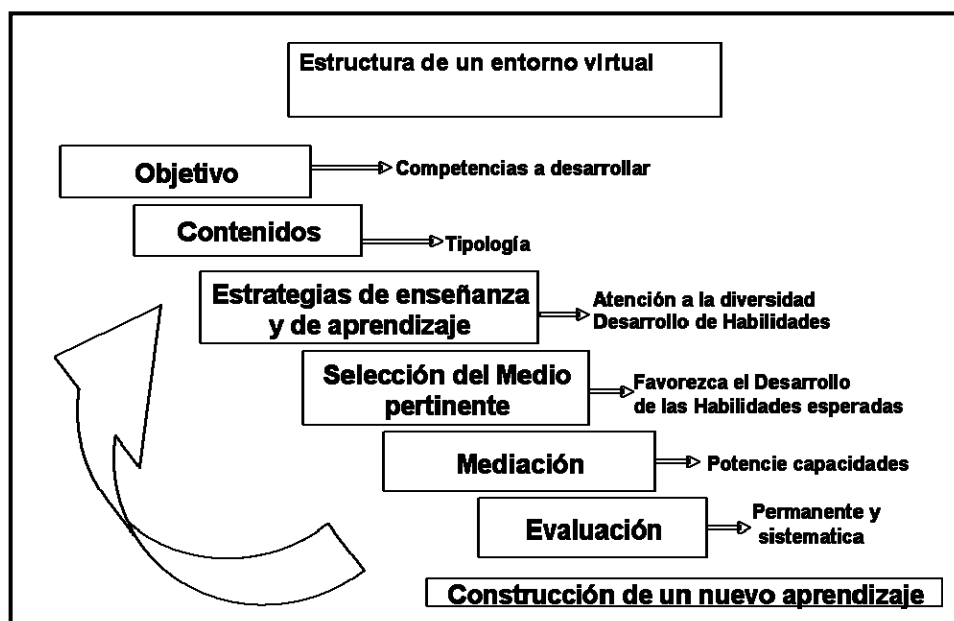 Estructura de un entorno virtual
Objetivo
Competencias a desarrollar
Contenidos
Tipología
Estrategias de enseñanza
y de aprendizaje
Atención a la diversidad
Desarrollo de Habilidades
Selección del Medio
pertinente
Favorezca el Desarrollo
de las Habilidades esperadas
Mediación
Potencie capacidades
Evaluación
Permanente y
sistematica
Construcción de un nuevo aprendizaje